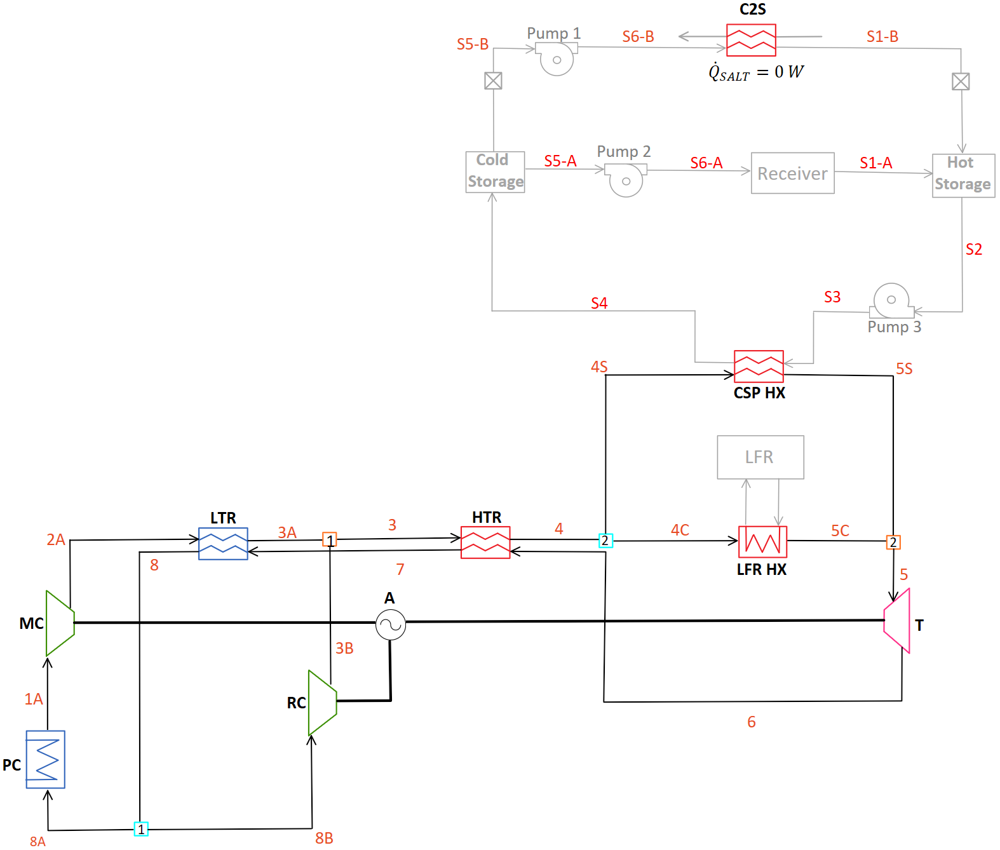 C2S
Pump 1
S5-B
S6-B
S1-B
Q̇SALT = 0 W
Cold
Storage
S5-A
Pump 2
S6-A
Receiver
S1-A
Hot
Storage
S2
S4
S3
Pump 3
4S
CSP HX
5S
LFR
LTR
HTR
2A
3A
1
3
4
2
4C
5C
2
8
7
LFR HX
5
A
MC
T
3B
1A
RC
6
PC
8A
1
8B